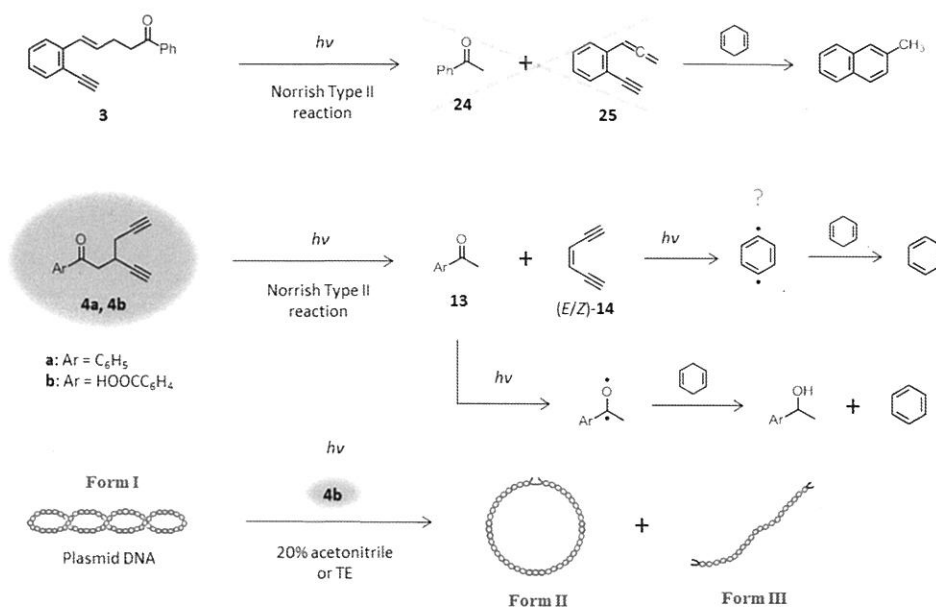 O
Ph
3
hν
Norrish Type II
reaction
O
Ph
24
+
C
25
CH₃
O
Ar
4a, 4b
a: Ar = C₆H₅
b: Ar = HOOCC₆H₄
hν
Norrish Type II
reaction
O
Ar
13
+
(E/Z)-14
hν
?
hν
O
Ar
OH
Ar
+
Form I
Plasmid DNA
hν
4b
20% acetonitrile
or TE
Form II
+
Form III